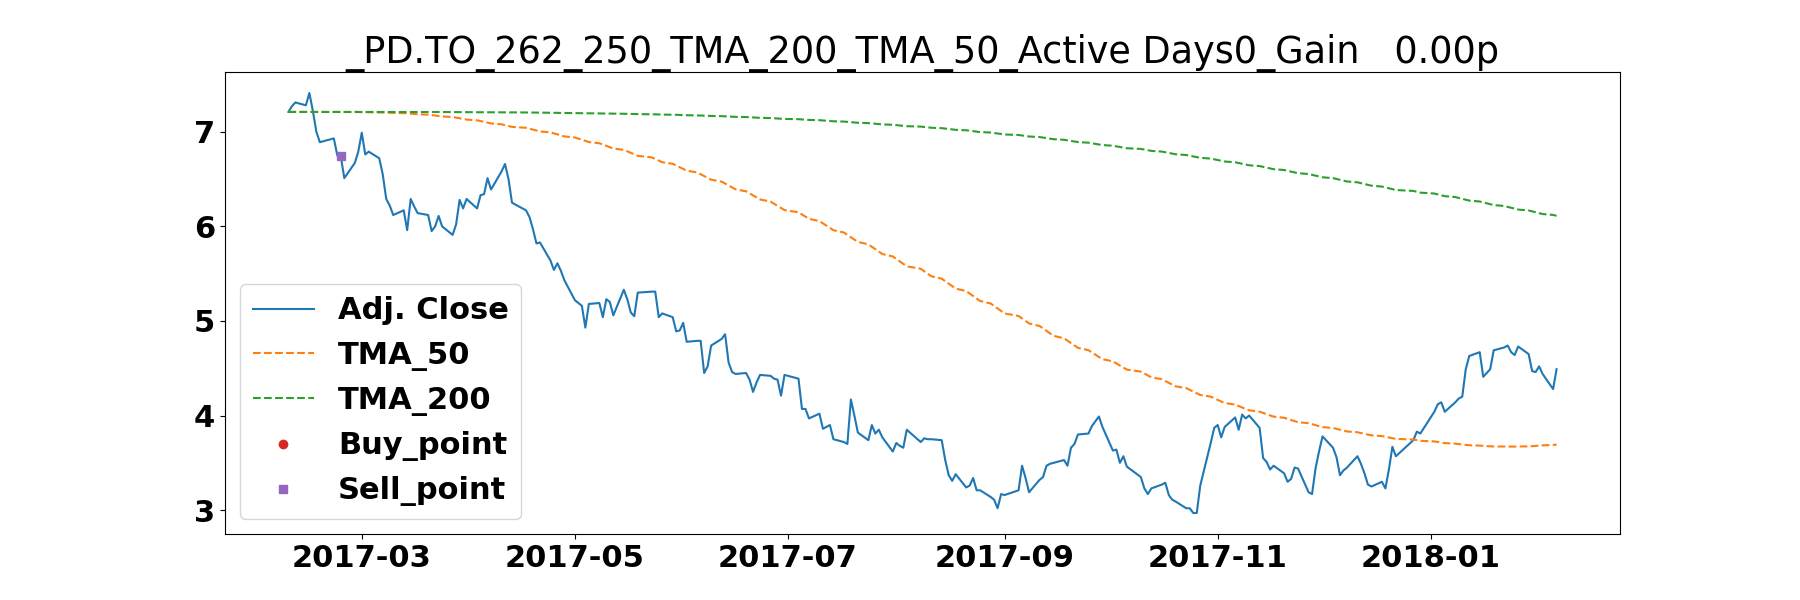 _PD.TO_262_250_TMA_200_TMA_50_Active Days0_Gain   0.00p
7
6
5
4
3
Adj. Close
TMA_50
TMA_200
Buy_point
Sell_point
2017-03 2017-05 2017-07 2017-09 2017-11 2018-01